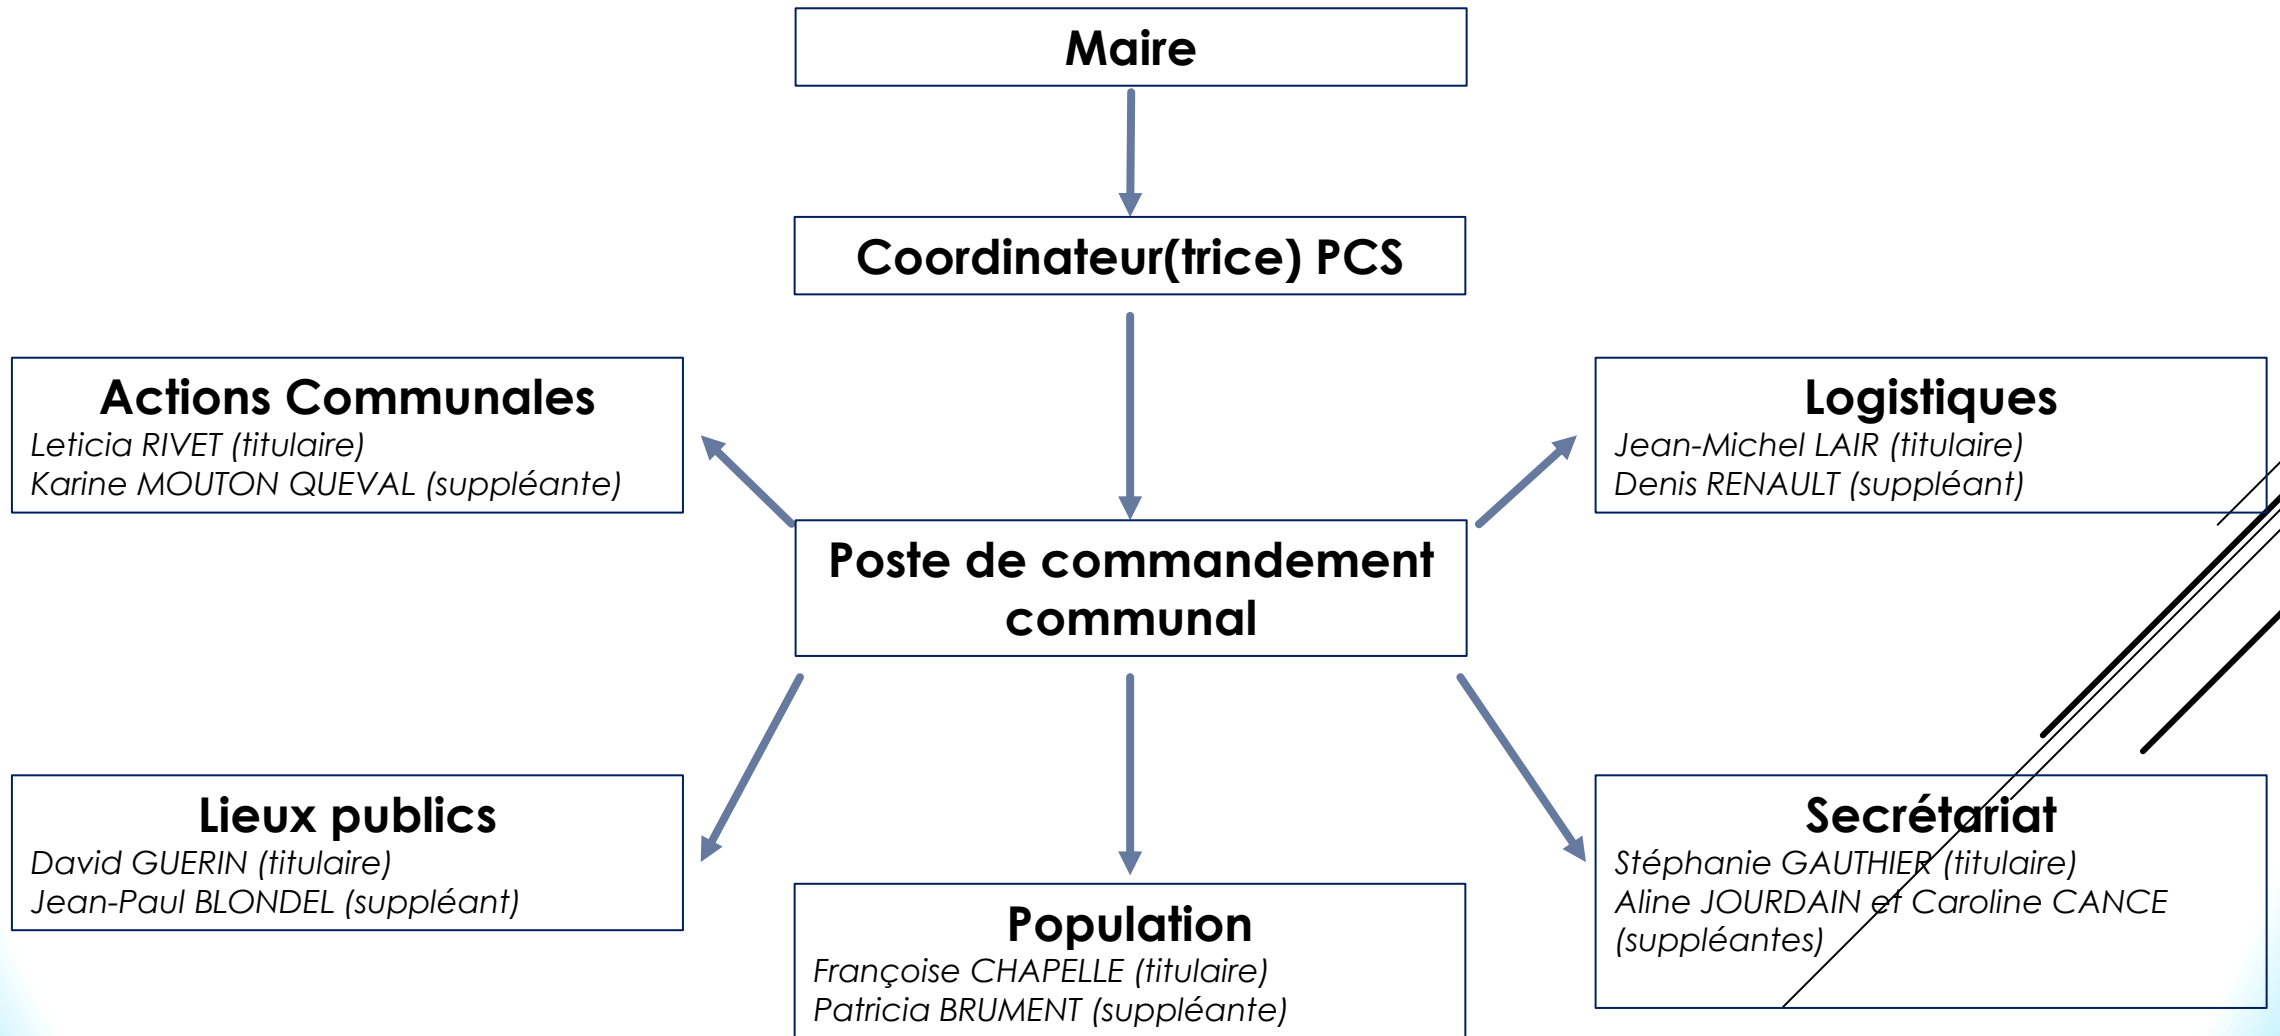 Maire
Coordinateur(trice) PCS
Actions Communales
Leticia RIVET (titulaire)
Karine MOUTON QUEVAL (suppléante)
Logistiques
Jean-Michel LAIR (titulaire)
Denis RENAULT (suppléant)
Poste de commandement
communal
Lieux publics
David GUERIN (titulaire)
Jean-Paul BLONDEL (suppléant)
Population
Françoise CHAPELLE (titulaire)
Patricia BRUMENT (suppléante)
Secrétariat
Stéphanie GAUTHIER (titulaire)
Aline JOURDAIN et Caroline CANCE
(suppléantes)